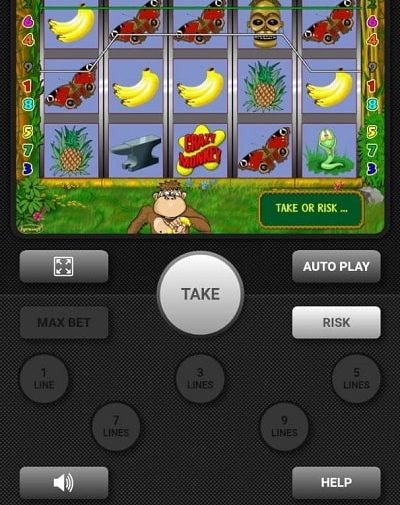 6 6
4 4
9 9
1 1
8 8
5 5
7 7
3 3
CRAZY
MONKEY
TAKE OR RISK ...
AUTO PLAY
TAKE
MAX BET
RISK
1
LINE
3
LINES
5
LINES
7
LINES
9
LINES
HELP